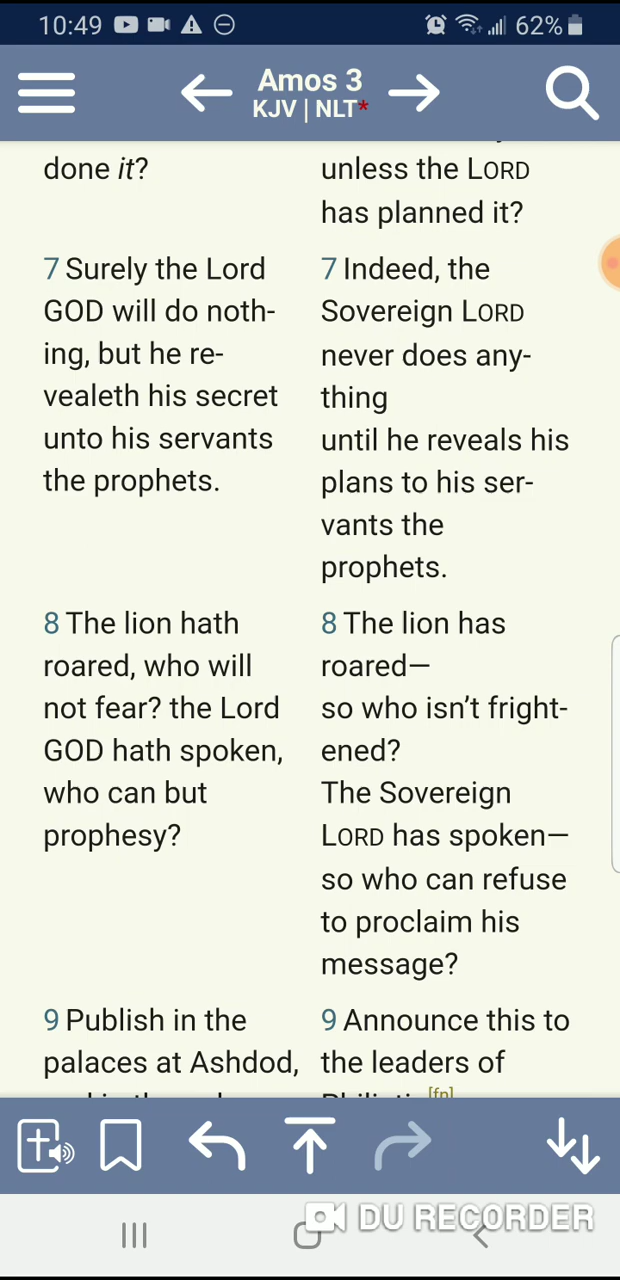 10:49 62%
Amos 3
KJV | NLT*
done it?
7 Surely the Lord
GOD will do noth-
ing, but he re-
vealeth his secret
unto his servants
the prophets.
8 The lion hath
roared, who will
not fear? the Lord
GOD hath spoken,
who can but
prophesy?
9 Publish in the
palaces at Ashdod,
unless the LORD
has planned it?
7 Indeed, the
Sovereign LORD
never does any-
thing
until he reveals his
plans to his ser-
vants the
prophets.
8 The lion has
roared—
so who isn’t fright-
ened?
The Sovereign
LORD has spoken—
so who can refuse
to proclaim his
message?
9 Announce this to
the leaders of
[fn]
DU RECORDER